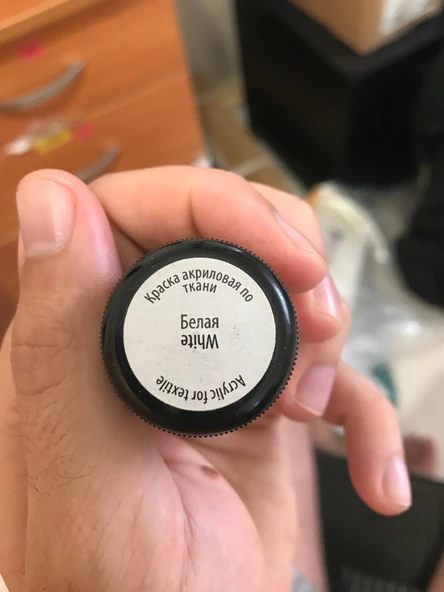 Краска акриловая по
ткани
Белая
White
Acrylic for textile